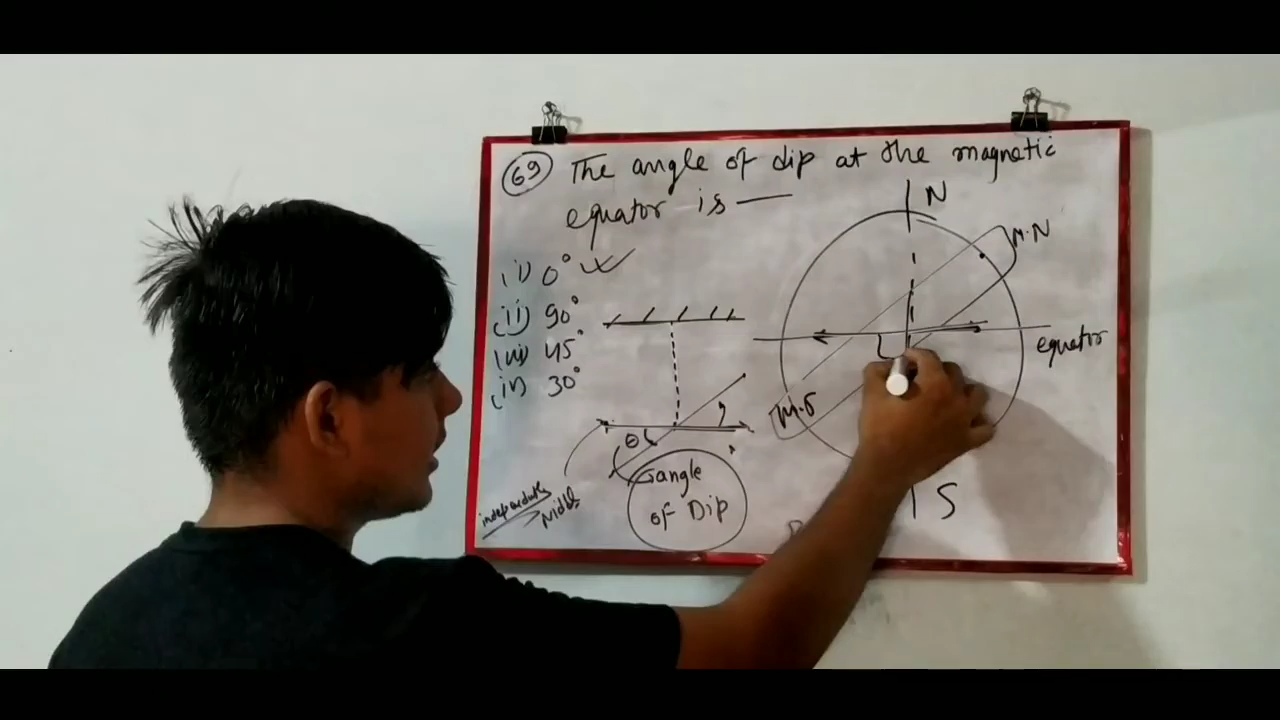 69 The angle of dip at the magnetic
equator is —
(i) 0°
(ii) 90°
(iii) 45°
(iv) 30°
N
M.N
equator
M.S
S
θ
angle
of Dip